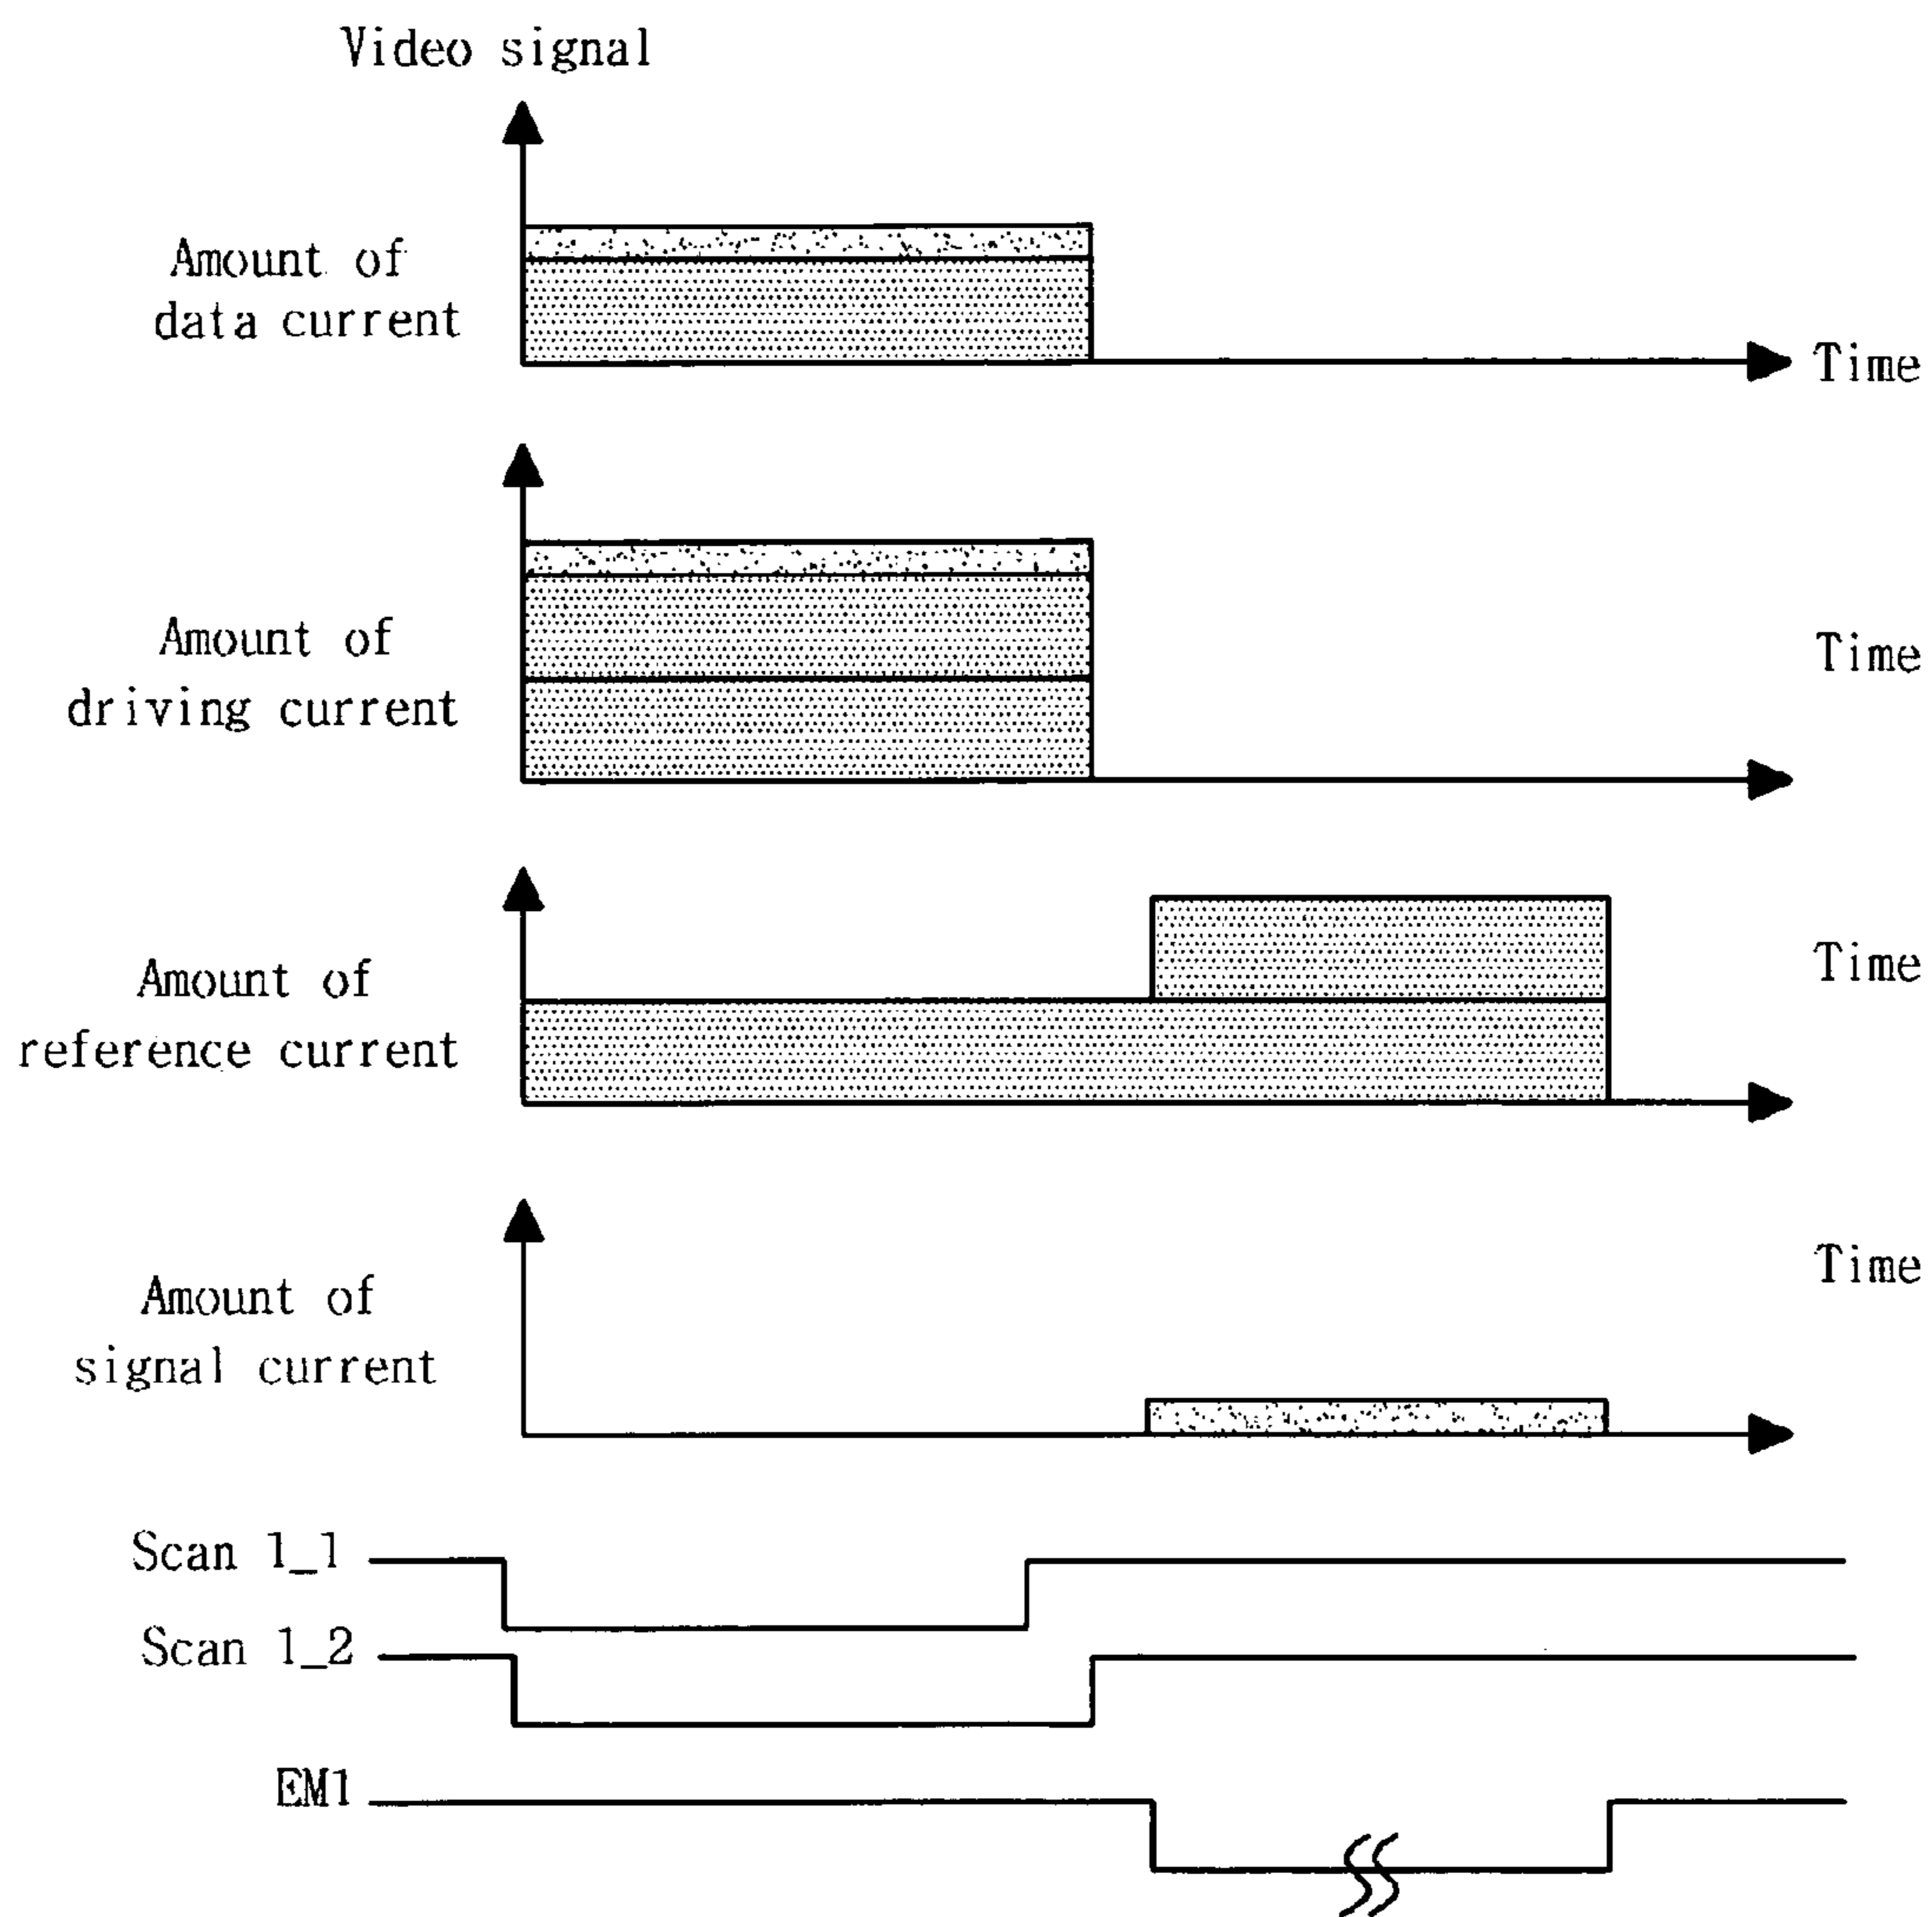 Video signal
Amount of
data current
Time
Amount of
driving current
Time
Amount of
reference current
Time
Amount of
signal current
Time
Scan 1_1
Scan 1_2
EM1